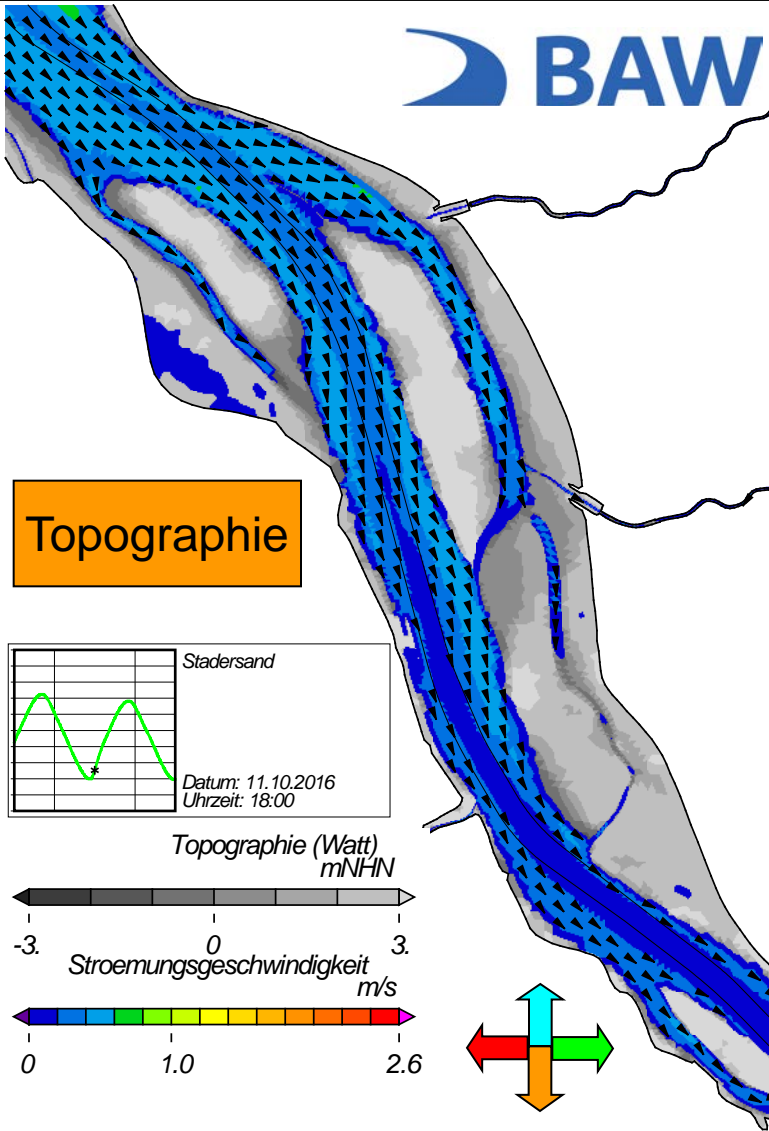 BAW
Topographie
Stadersand
Datum: 11.10.2016
Uhrzeit: 18:00
Topographie (Watt)
mNHN
-3. 0 3.
Stroemungsgeschwindigkeit
m/s
0 1.0 2.6